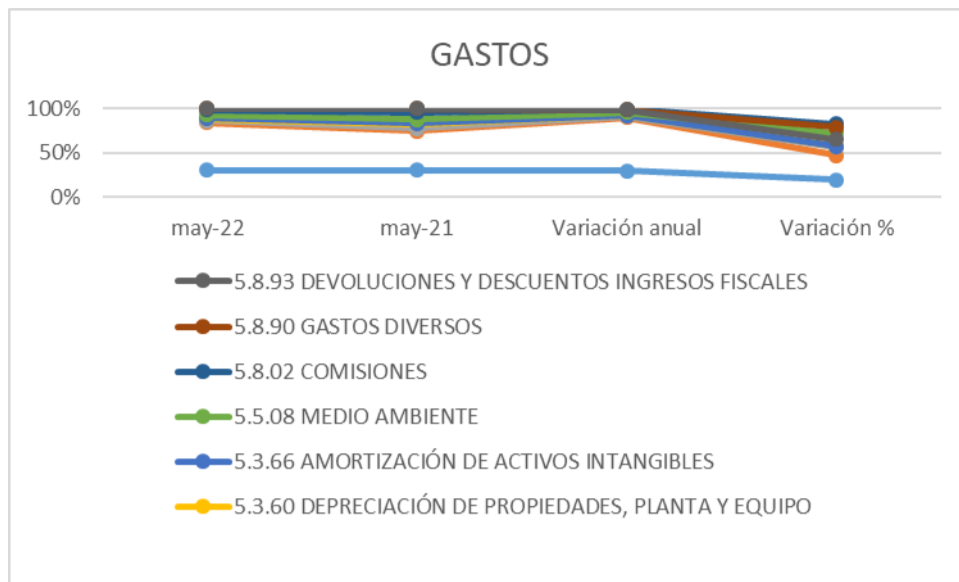 GASTOS
100%
50%
0%
may-22
may-21
Variación anual
Variación %
5.8.93 DEVOLUCIONES Y DESCUENTOS INGRESOS FISCALES
5.8.90 GASTOS DIVERSOS
5.8.02 COMISIONES
5.5.08 MEDIO AMBIENTE
5.3.66 AMORTIZACIÓN DE ACTIVOS INTANGIBLES
5.3.60 DEPRECIACIÓN DE PROPIEDADES, PLANTA Y EQUIPO